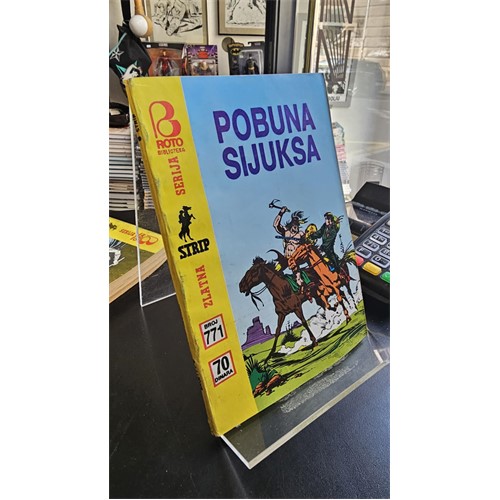 B
ROTO
BIBLIOTEKA
ZLATNA SERIJA
STRIP
BROJ
771
70
DINARA
POBUNA
SIJUKSA